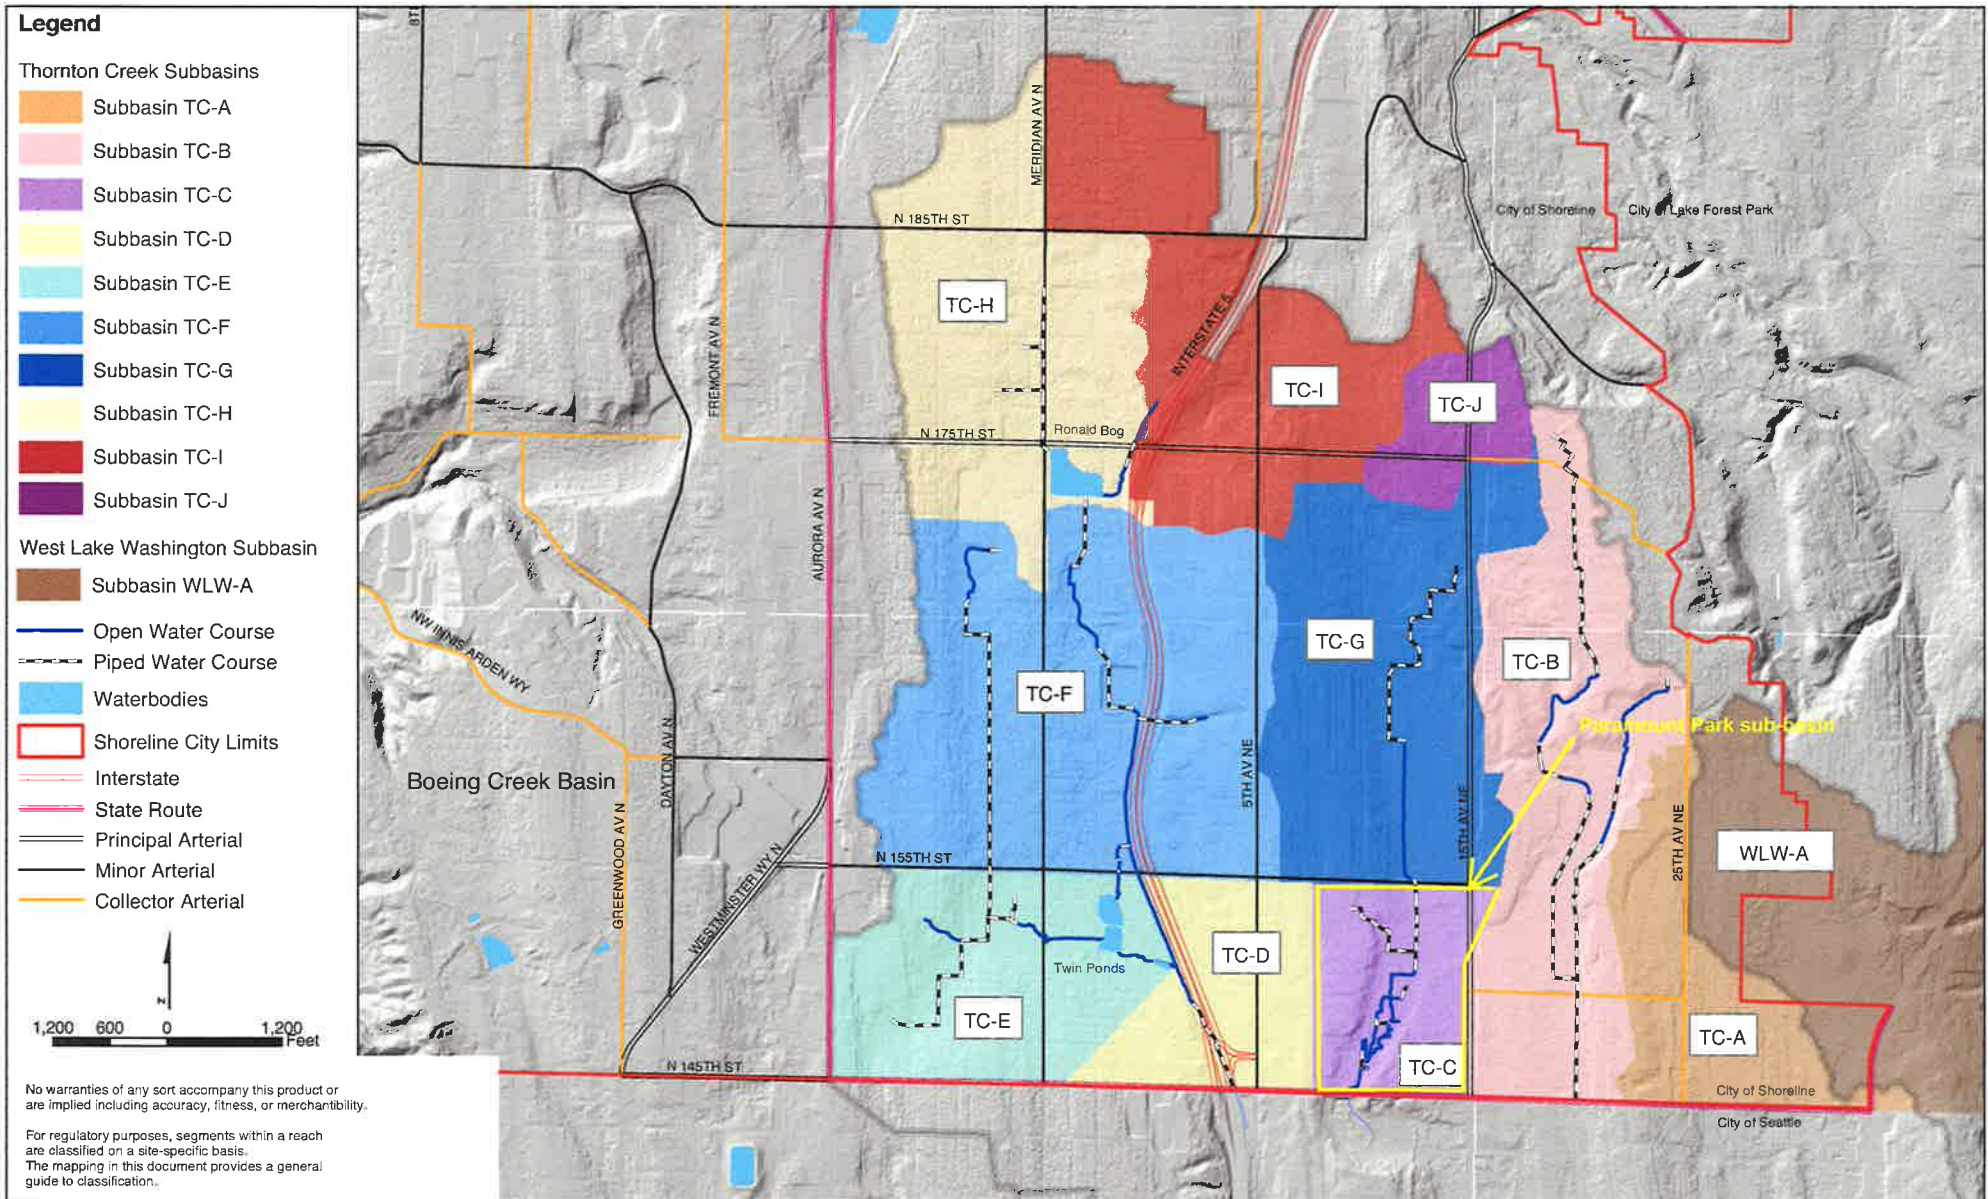 Legend
Thornton Creek Subbasins
Subbasin TC-A
Subbasin TC-B
Subbasin TC-C
Subbasin TC-D
Subbasin TC-E
Subbasin TC-F
Subbasin TC-G
Subbasin TC-H
Subbasin TC-I
Subbasin TC-J
West Lake Washington Subbasin
Subbasin WLW-A
Open Water Course
Piped Water Course
Waterbodies
Shoreline City Limits
Interstate
State Route
Principal Arterial
Minor Arterial
Collector Arterial
N
1,200 600 0 1,200
Feet
No warranties of any sort accompany this product or
are implied including accuracy, fitness, or merchantibility.
For regulatory purposes, segments within a reach
are classified on a site-specific basis.
The mapping in this document provides a general
guide to classification.
MERIDIAN AV N
N 185TH ST
City of Shoreline
City of Lake Forest Park
TC-H
INTERSTATE 5
FREMONT AV N
TC-I
TC-J
N 175TH ST
Ronald Bog
AURORA AV N
NW INNIS ARDEN WY
TC-G
TC-B
TC-F
Paramount Park sub-basin
DAYTON AV N
5TH AV NE
Boeing Creek Basin
15TH AV NE
GREENWOOD AV N
WESTMINSTER WY N
N 155TH ST
25TH AV NE
WLW-A
TC-D
Twin Ponds
TC-E
TC-A
TC-C
N 145TH ST
City of Shoreline
City of Seattle